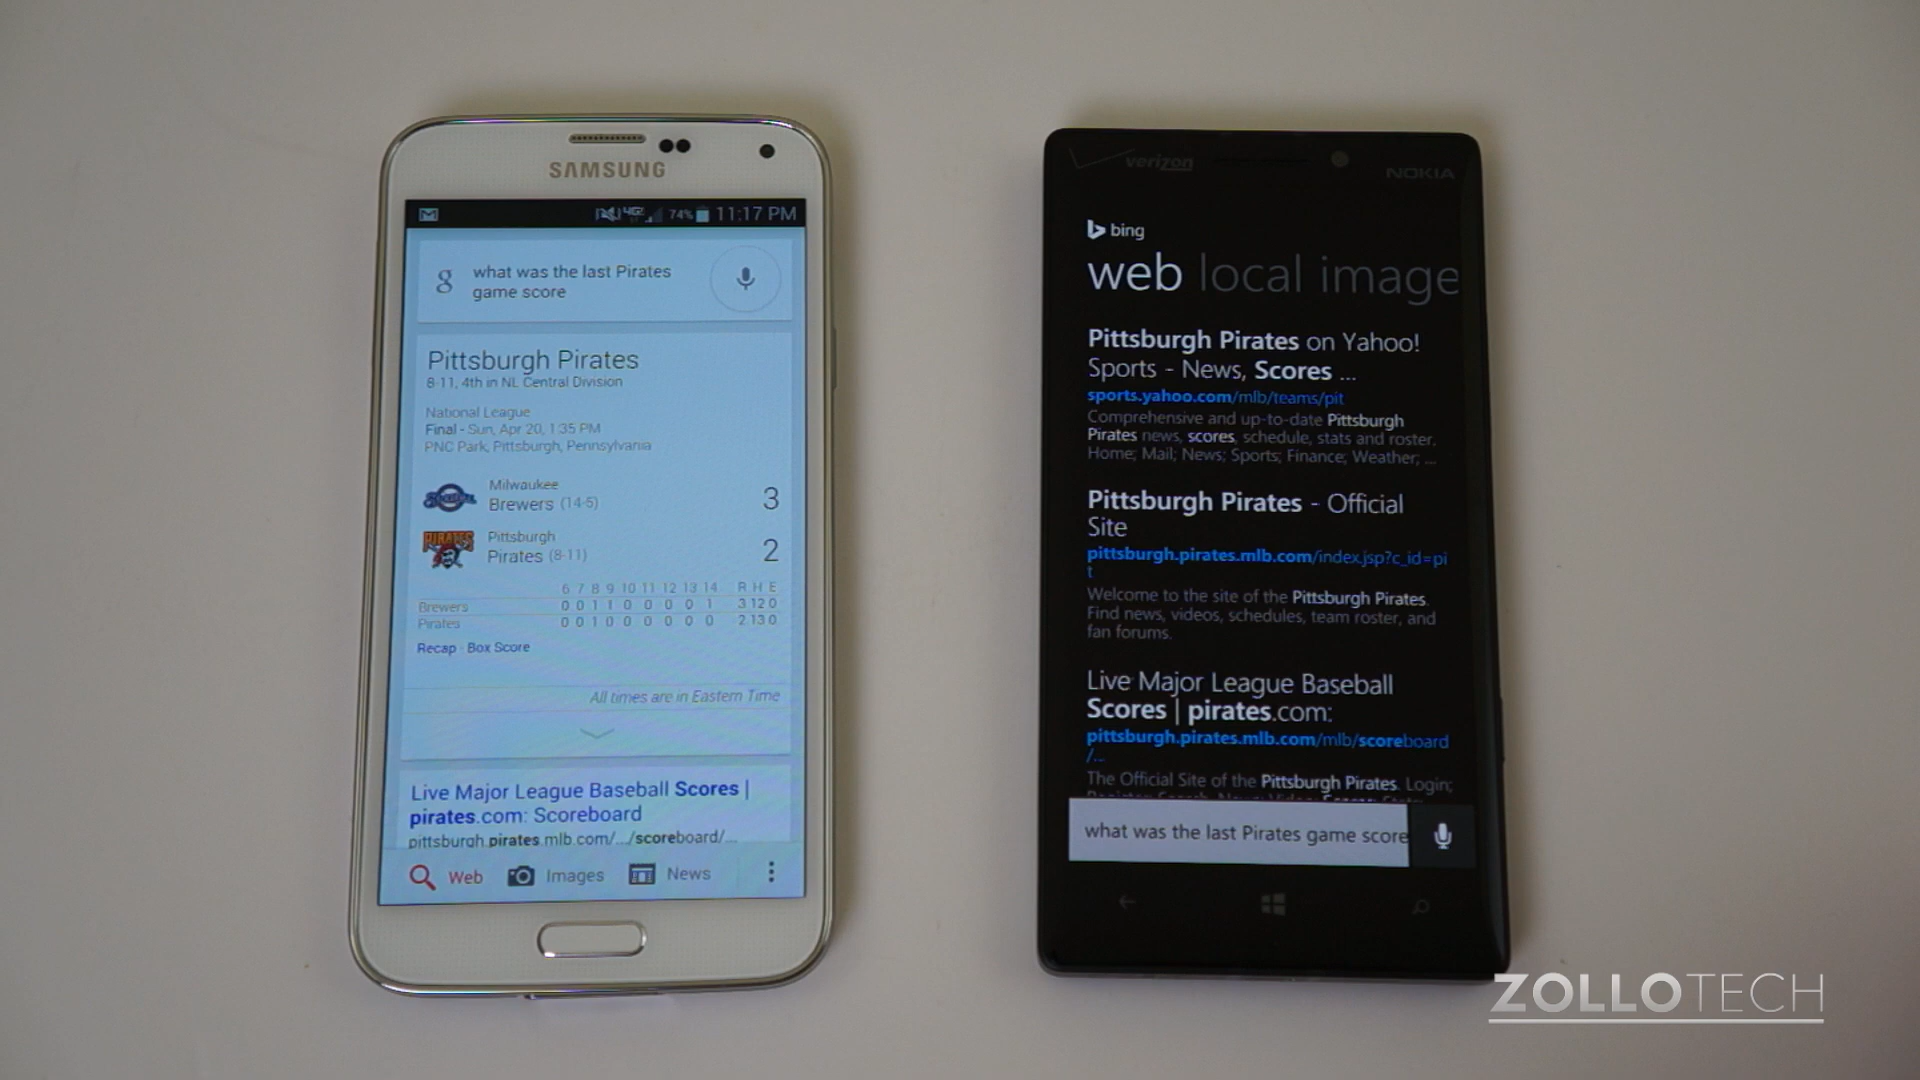 SAMSUNG
4G 74% 11:17 PM
g what was the last Pirates
game score
Pittsburgh Pirates
8-11, 4th in NL Central Division
National League
Final - Sun, Apr 20, 1:35 PM
PNC Park, Pittsburgh, Pennsylvania
Milwaukee
Brewers (14-5) 3
PIRATES
Pittsburgh
Pirates (8-11) 2
6 7 8 9 10 11 12 13 14 R H E
Brewers 0 0 1 1 0 0 0 0 1 3 12 0
Pirates 0 0 1 0 0 0 0 0 0 2 13 0
Recap - Box Score
All times are in Eastern Time
Live Major League Baseball Scores |
pirates.com: Scoreboard
pittsburgh.pirates.mlb.com/.../scoreboard/...
Web Images News
verizon NOKIA
bing
web local image
Pittsburgh Pirates on Yahoo!
Sports - News, Scores ...
sports.yahoo.com/mlb/teams/pit
Comprehensive and up-to-date Pittsburgh
Pirates news, scores, schedule, stats and roster.
Home; Mail; News; Sports; Finance; Weather; ...
Pittsburgh Pirates - Official
Site
pittsburgh.pirates.mlb.com/index.jsp?c_id=pi
t
Welcome to the site of the Pittsburgh Pirates.
Find news, videos, schedules, team roster, and
fan forums.
Live Major League Baseball
Scores | pirates.com:
pittsburgh.pirates.mlb.com/mlb/scoreboard
/...
The Official Site of the Pittsburgh Pirates. Login;
what was the last Pirates game score
ZOLLOTECH